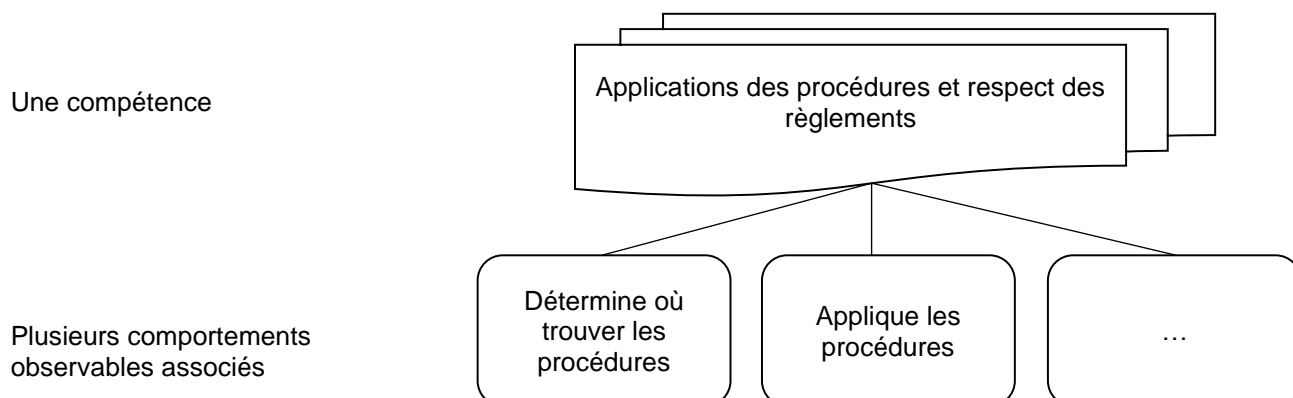 Une compétence
Applications des procédures et respect des
règlements
Plusieurs comportements
observables associés
Détermine où
trouver les
procédures
Applique les
procédures
…